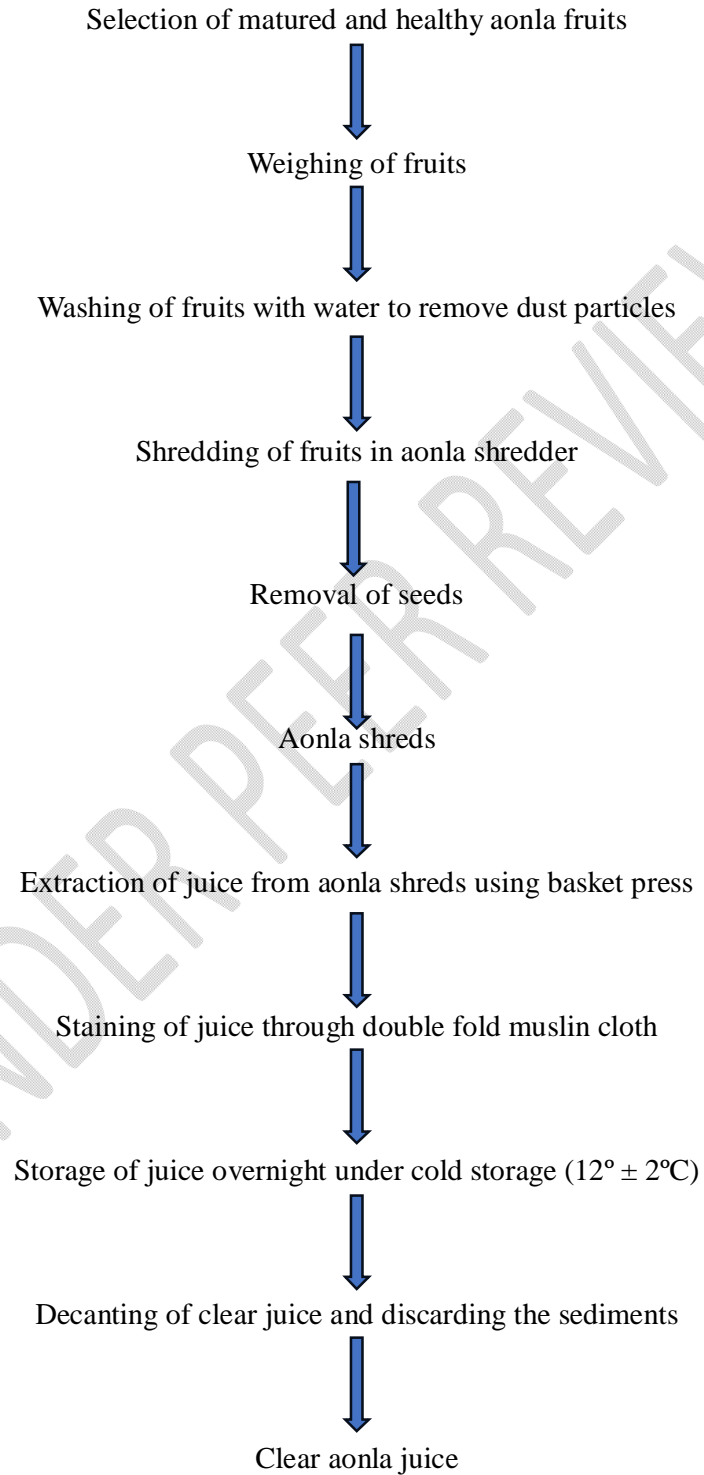 Selection of matured and healthy aonla fruits
Weighing of fruits
Washing of fruits with water to remove dust particles
Shredding of fruits in aonla shredder
Removal of seeds
Aonla shreds
Extraction of juice from aonla shreds using basket press
Staining of juice through double fold muslin cloth
Storage of juice overnight under cold storage (12º ± 2ºC)
Decanting of clear juice and discarding the sediments
Clear aonla juice
NDER PEER REVIEW